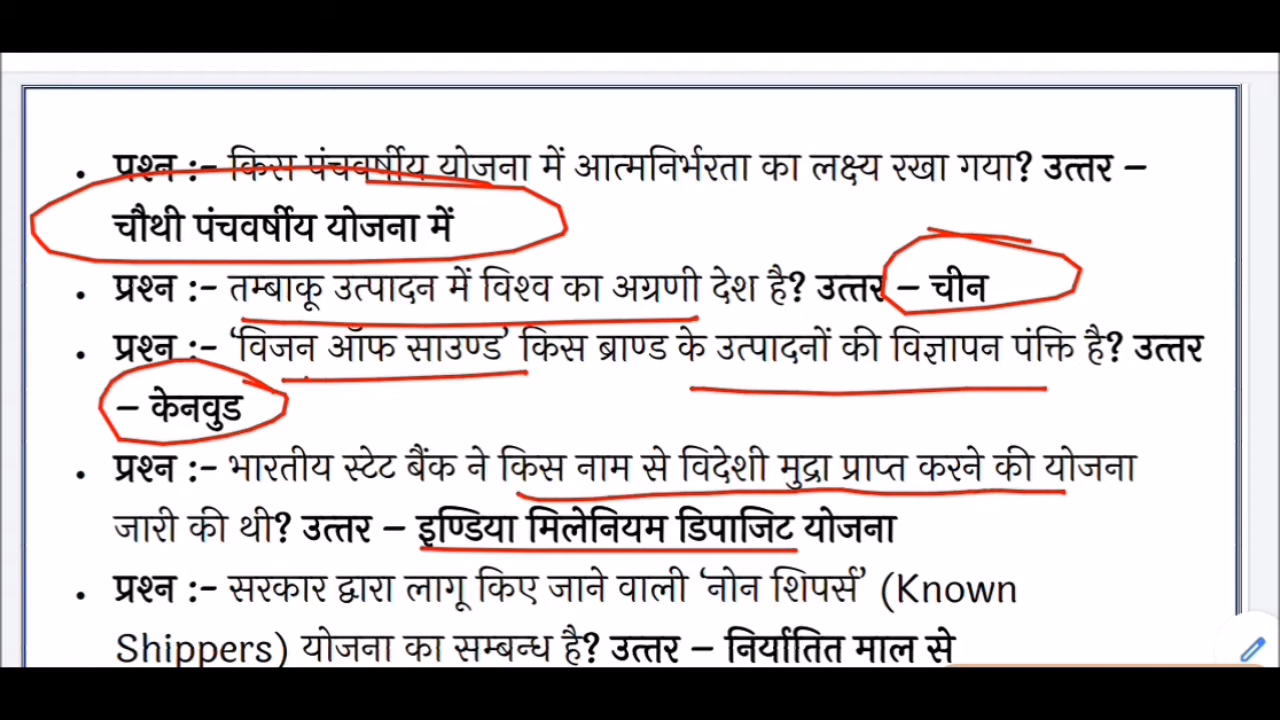 • प्रश्न :- किस पंचवर्षीय योजना में आत्मनिर्भरता का लक्ष्य रखा गया? उत्तर –
चौथी पंचवर्षीय योजना में
• प्रश्न :- तम्बाकू उत्पादन में विश्व का अग्रणी देश है? उत्तर – चीन
• प्रश्न :- ‘विजन ऑफ साउण्ड’ किस ब्राण्ड के उत्पादनों की विज्ञापन पंक्ति है? उत्तर
– केनवुड
• प्रश्न :- भारतीय स्टेट बैंक ने किस नाम से विदेशी मुद्रा प्राप्त करने की योजना
जारी की थी? उत्तर – इण्डिया मिलेनियम डिपाजिट योजना
• प्रश्न :- सरकार द्वारा लागू किए जाने वाली ‘नोन शिपर्स’ (Known
Shippers) योजना का सम्बन्ध है? उत्तर – निर्यातित माल से